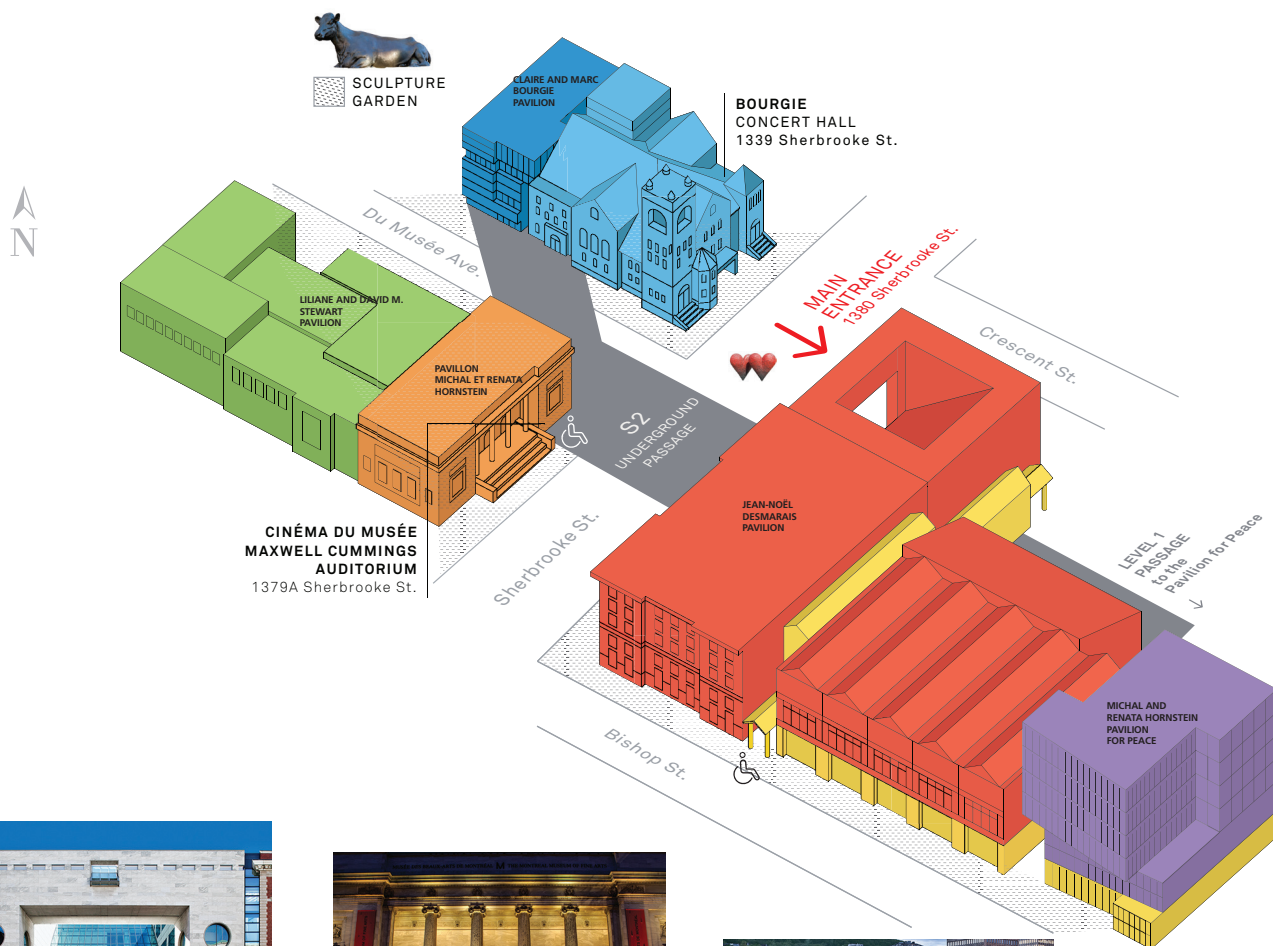 SCULPTURE
GARDEN
CLAIRE AND MARC
BOURGIE
PAVILION
BOURGIE
CONCERT HALL
1339 Sherbrooke St.
N
Du Musée Ave.
MAIN
ENTRANCE
1380 Sherbrooke St.
Crescent St.
LILIANE AND DAVID M.
STEWART
PAVILION
PAVILLON
MICHAL ET RENATA
HORNSTEIN
S2
UNDERGROUND
PASSAGE
JEAN-NOËL
DESMARAIS
PAVILION
CINÉMA DU MUSÉE
MAXWELL CUMMINGS
AUDITORIUM
1379A Sherbrooke St.
Sherbrooke St.
LEVEL 1
PASSAGE
to the
Pavilion for Peace
→
Bishop St.
MICHAL AND
RENATA HORNSTEIN
PAVILION
FOR PEACE
M